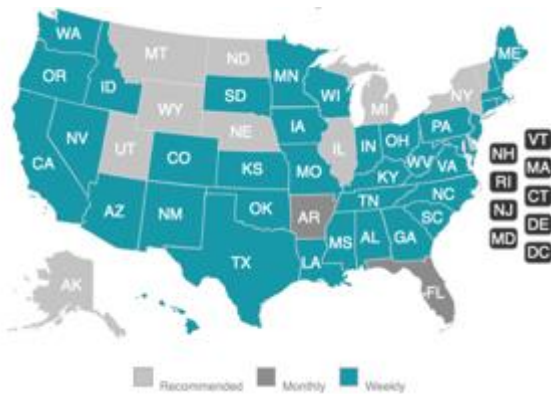 WA
MT
ND
MN
ME
OR
ID
SD
WI
MI
NY
WY
IA
PA
NE
NV
UT
CO
IL
IN
OH
CA
KS
MO
WV
VA
KY
NC
AZ
NM
OK
AR
TN
SC
MS
AL
GA
TX
LA
AK
FL
VT
NH
MA
RI
CT
NJ
DE
MD
DC
Recommended Monthly Weekly